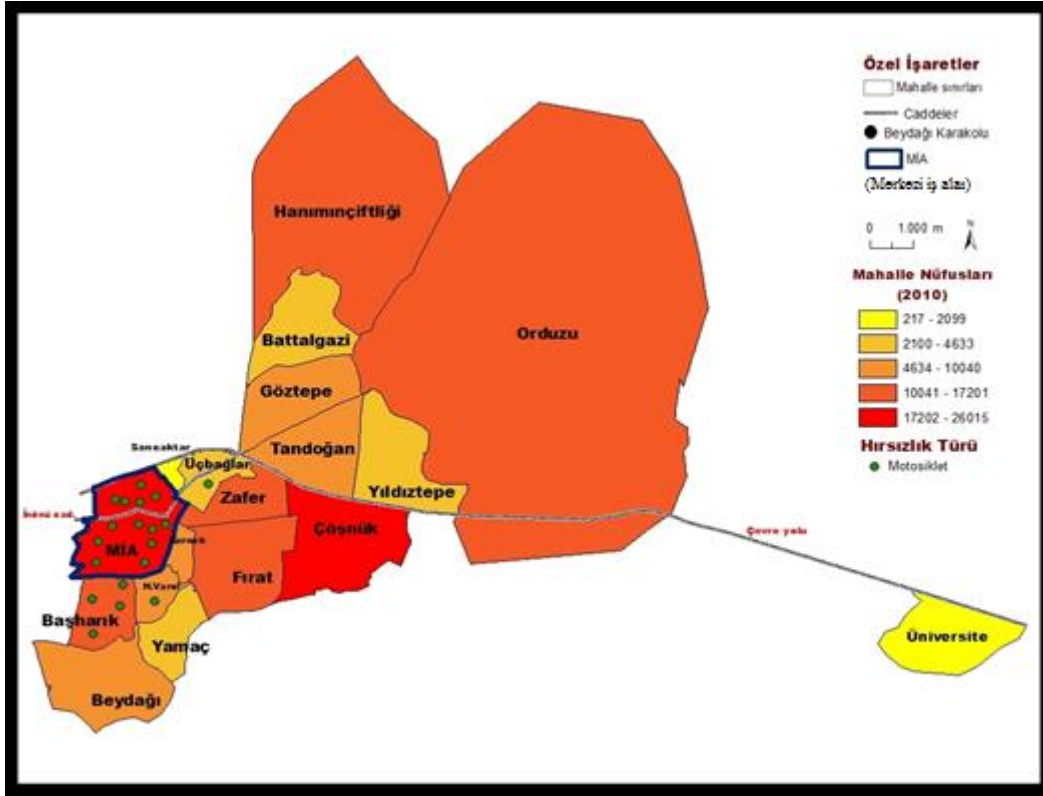 Özel İşaretler
Mahalle sınırları
Caddeler
Beydağı Karakolu
MİA
(Merkezi iş alaı)
0 1.000 m
N
Mahalle Nüfusları
(2010)
217 - 2099
2100 - 4633
4634 - 10040
10041 - 17201
17202 - 26015
Hırsızlık Türü
Motosiklet
Hanımınçiftliği
Orduzu
Battalgazi
Göztepe
Sancaktar
Üçbağlar
Tandoğan
Zafer
Yıldıztepe
İnönü cad.
Çöşnük
Çevre yolu
MİA
Fırat
Başharık
Yamaç
Üniversite
Beydağı